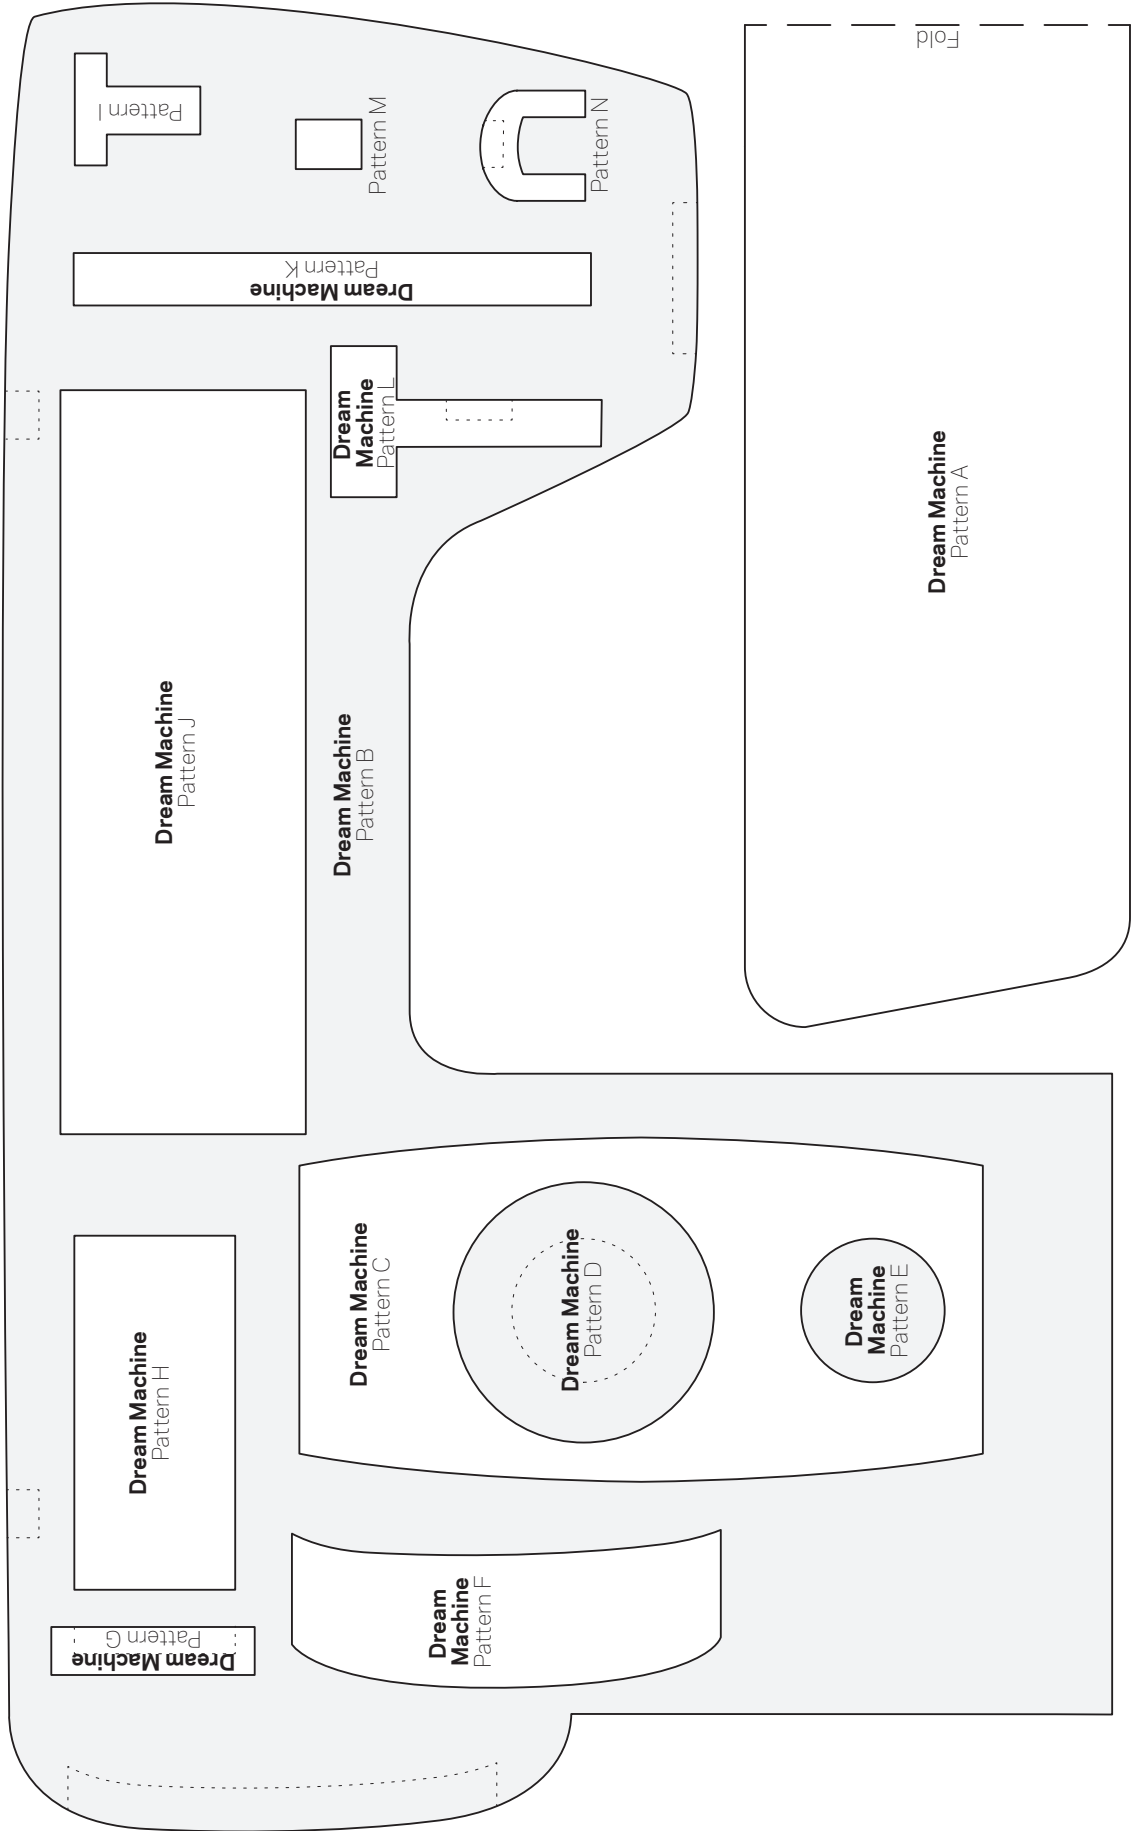 Fold
Pattern I
Pattern M
Pattern N
Dream Machine
Pattern K
Dream
Machine
Pattern L
Dream Machine
Pattern A
Dream Machine
Pattern J
Dream Machine
Pattern B
Dream Machine
Pattern C
Dream Machine
Pattern D
Dream
Machine
Pattern E
Dream Machine
Pattern H
Dream
Machine
Pattern F
Dream Machine
Pattern G